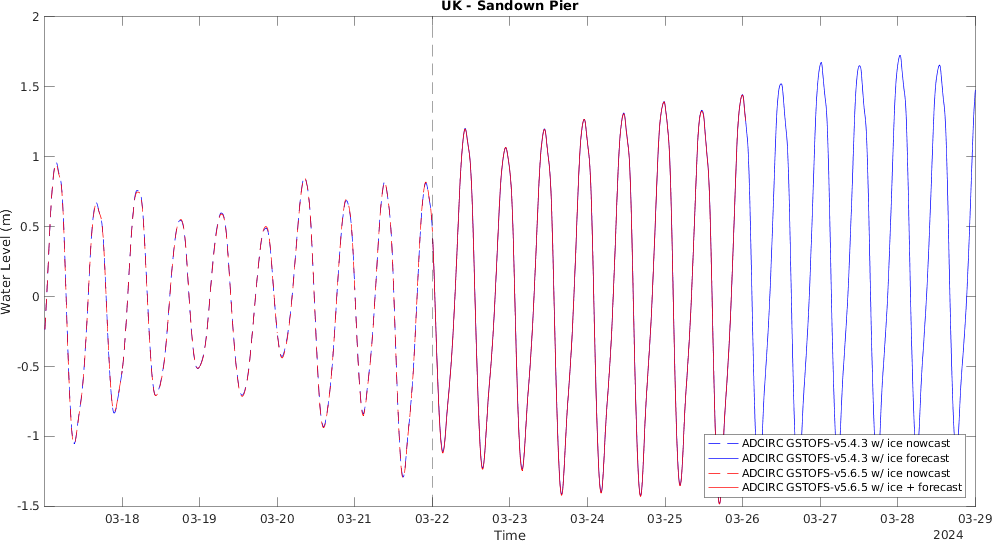 UK - Sandown Pier
Water Level (m)
2
1.5
1
0.5
0
-0.5
-1
-1.5
ADCIRC GSTOFS-v5.4.3 w/ ice nowcast
ADCIRC GSTOFS-v5.4.3 w/ ice forecast
ADCIRC GSTOFS-v5.6.5 w/ ice nowcast
ADCIRC GSTOFS-v5.6.5 w/ ice + forecast
03-18 03-19 03-20 03-21 03-22 03-23 03-24 03-25 03-26 03-27 03-28 03-29
Time
2024